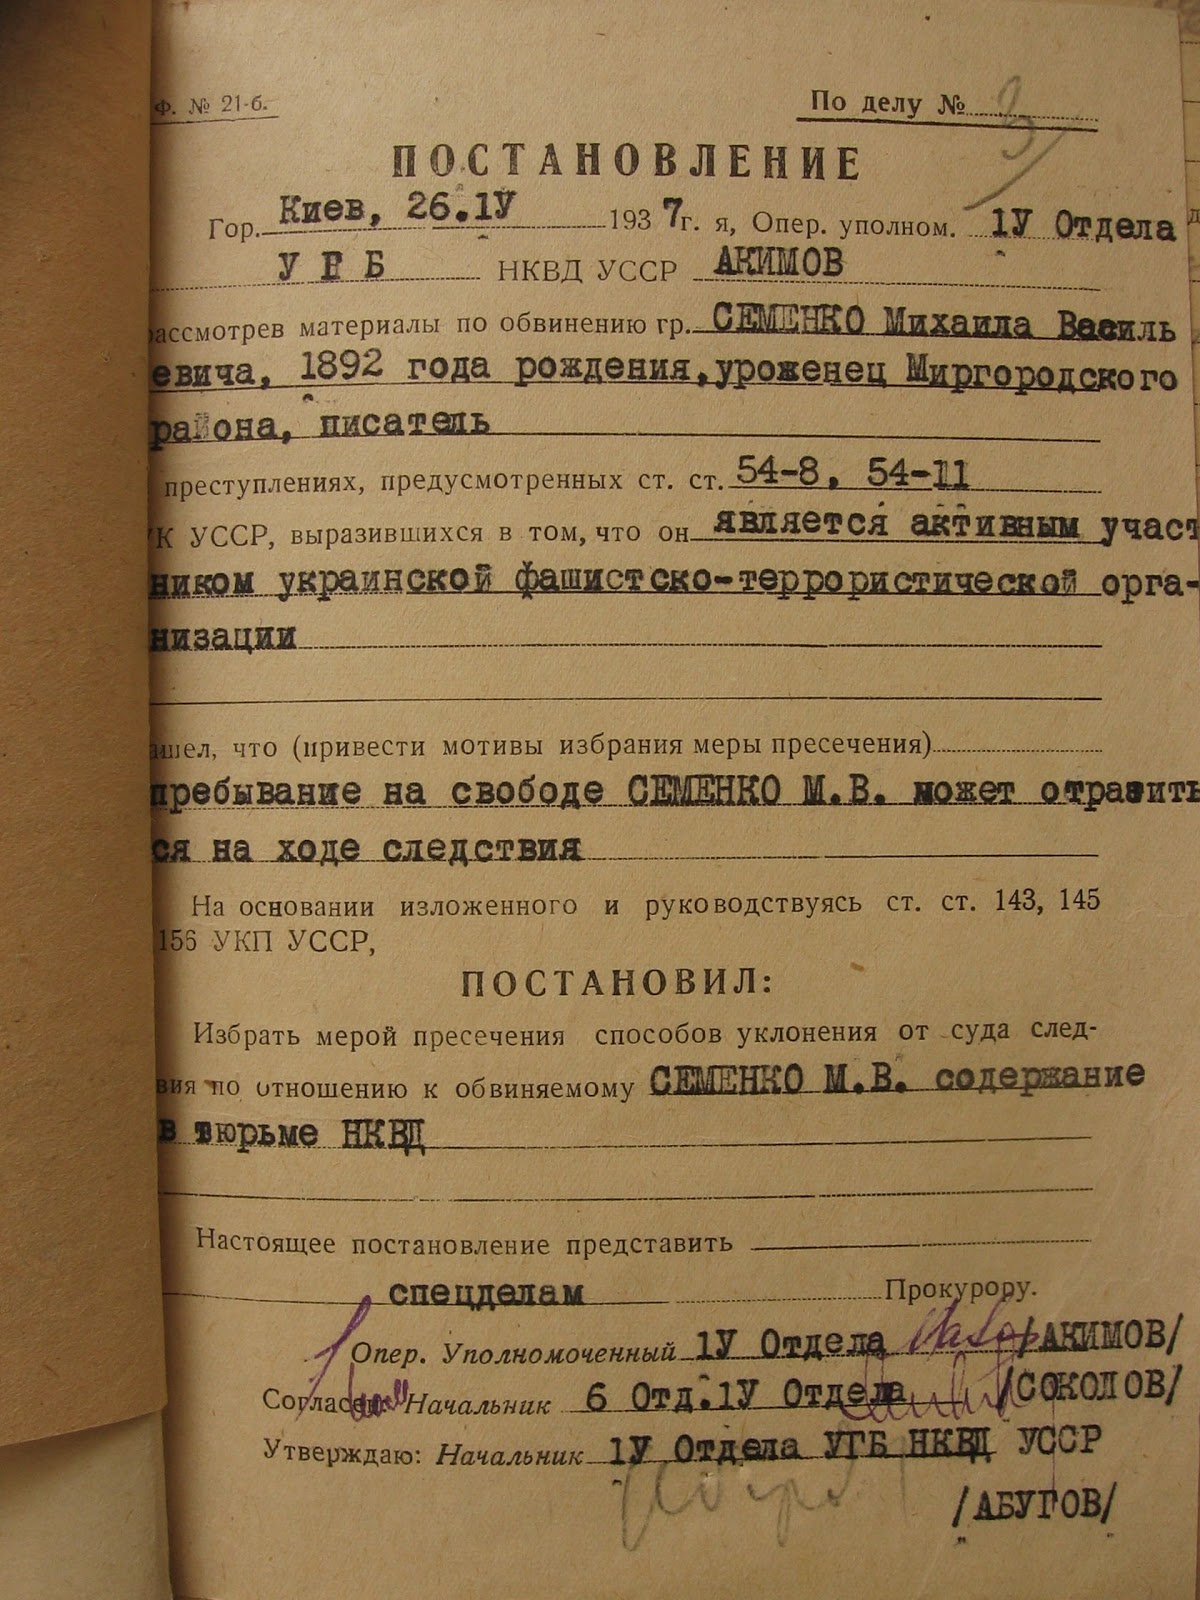 Ф. № 21-б.
По делу №
ПОСТАНОВЛЕНИЕ
Гор. Киев, 26.1У 1937г. я, Опер. уполном. 1У Отдела
УГБ НКВД УССР АКИМОВ
рассмотрев материалы по обвинению гр. СЕМЕНКО Михаила Василь
евича, 1892 года рождения, уроженец Миргородского
района, писатель
преступлениях, предусмотренных ст. ст. 54-8, 54-11
УК УССР, выразившихся в том, что он является активным участ
ником украинской фашистско-террористической орга-
низации
ашел, что (привести мотивы избрания меры пресечения)
пребывание на свободе СЕМЕНКО М.В. может отразить
ся на ходе следствия
На основании изложенного и руководствуясь ст. ст. 143, 145
156 УКП УССР,
ПОСТАНОВИЛ:
Избрать мерой пресечения способов уклонения от суда след-
вия по отношению к обвиняемому СЕМЕНКО М.В. содержание
в тюрьме НКВД
Настоящее постановление представить
спецделам Прокурору.
Опер. Уполномоченный 1У Отдела /АКИМОВ/
Согласен Начальник 6 Отд.1У Отдела /СОКОЛОВ/
Утверждаю: Начальник 1У Отдела УГБ НКВД УССР
/АБУГОВ/